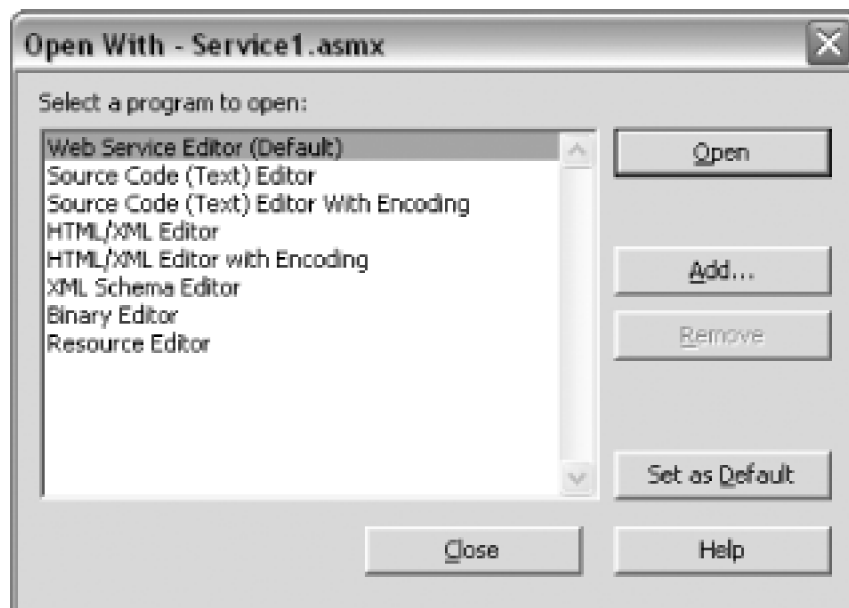 Open With - Service1.asmx
Select a program to open:
Web Service Editor (Default)
Source Code (Text) Editor
Source Code (Text) Editor With Encoding
HTML/XML Editor
HTML/XML Editor with Encoding
XML Schema Editor
Binary Editor
Resource Editor
Open
Add...
Remove
Set as Default
Close
Help